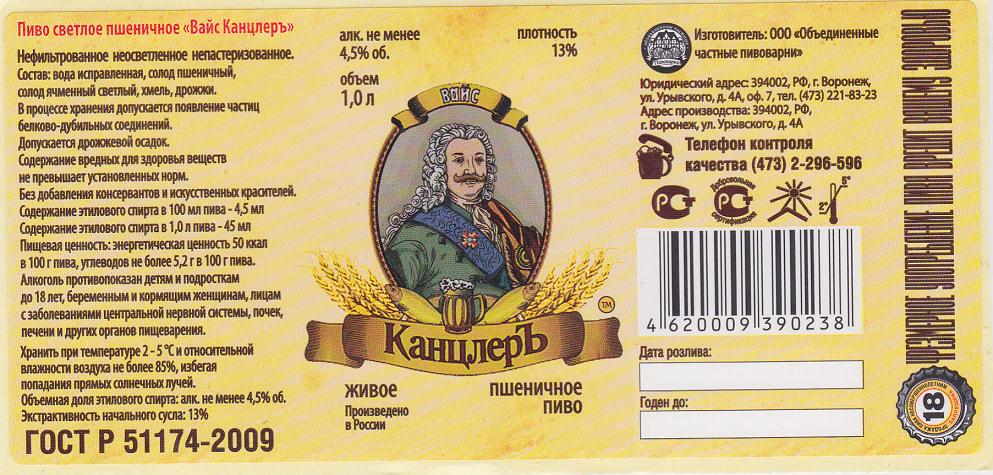 Пиво светлое пшеничное «Вайс Канцлеръ»
Нефильтрованное неосветленное непастеризованное.
Состав: вода исправленная, солод пшеничный,
солод ячменный светлый, хмель, дрожжи.
В процессе хранения допускается появление частиц
белково-дубильных соединений.
Допускается дрожжевой осадок.
Содержание вредных для здоровья веществ
не превышает установленных норм.
Без добавления консервантов и искусственных красителей.
Содержание этилового спирта в 100 мл пива - 4,5 мл
Содержание этилового спирта в 1,0 л пива - 45 мл
Пищевая ценность: энергетическая ценность 50 ккал
в 100 г пива, углеводов не более 5,2 г в 100 г пива.
Алкоголь противопоказан детям и подросткам
до 18 лет, беременным и кормящим женщинам, лицам
с заболеваниями центральной нервной системы, почек,
печени и других органов пищеварения.
Хранить при температуре 2 - 5 °C и относительной
влажности воздуха не более 85%, избегая
попадания прямых солнечных лучей.
Объемная доля этилового спирта: алк. не менее 4,5% об.
Экстрактивность начального сусла: 13%
ГОСТ Р 51174-2009
алк. не менее
4,5% об.
объем
1,0 л
плотность
13%
Вайс
КанцлерЪ
TM
живое
Произведено
в России
пшеничное
пиво
Изготовитель: ООО «Объединенные
частные пивоварни»
Юридический адрес: 394002, РФ, г. Воронеж,
ул. Урывского, д. 4А, оф. 7, тел. (473) 221-83-23
Адрес производства: 394002, РФ,
г. Воронеж, ул. Урывского, д. 4А
Телефон контроля
качества (473) 2-296-596
РСТ
Добровольная
РСТ
сертификация
2°
5°
4 620009 390238
Дата розлива:
Годен до:
ЧРЕЗМЕРНОЕ УПОТРЕБЛЕНИЕ ПИВА ВРЕДИТ ВАШЕМУ ЗДОРОВЬЮ
18